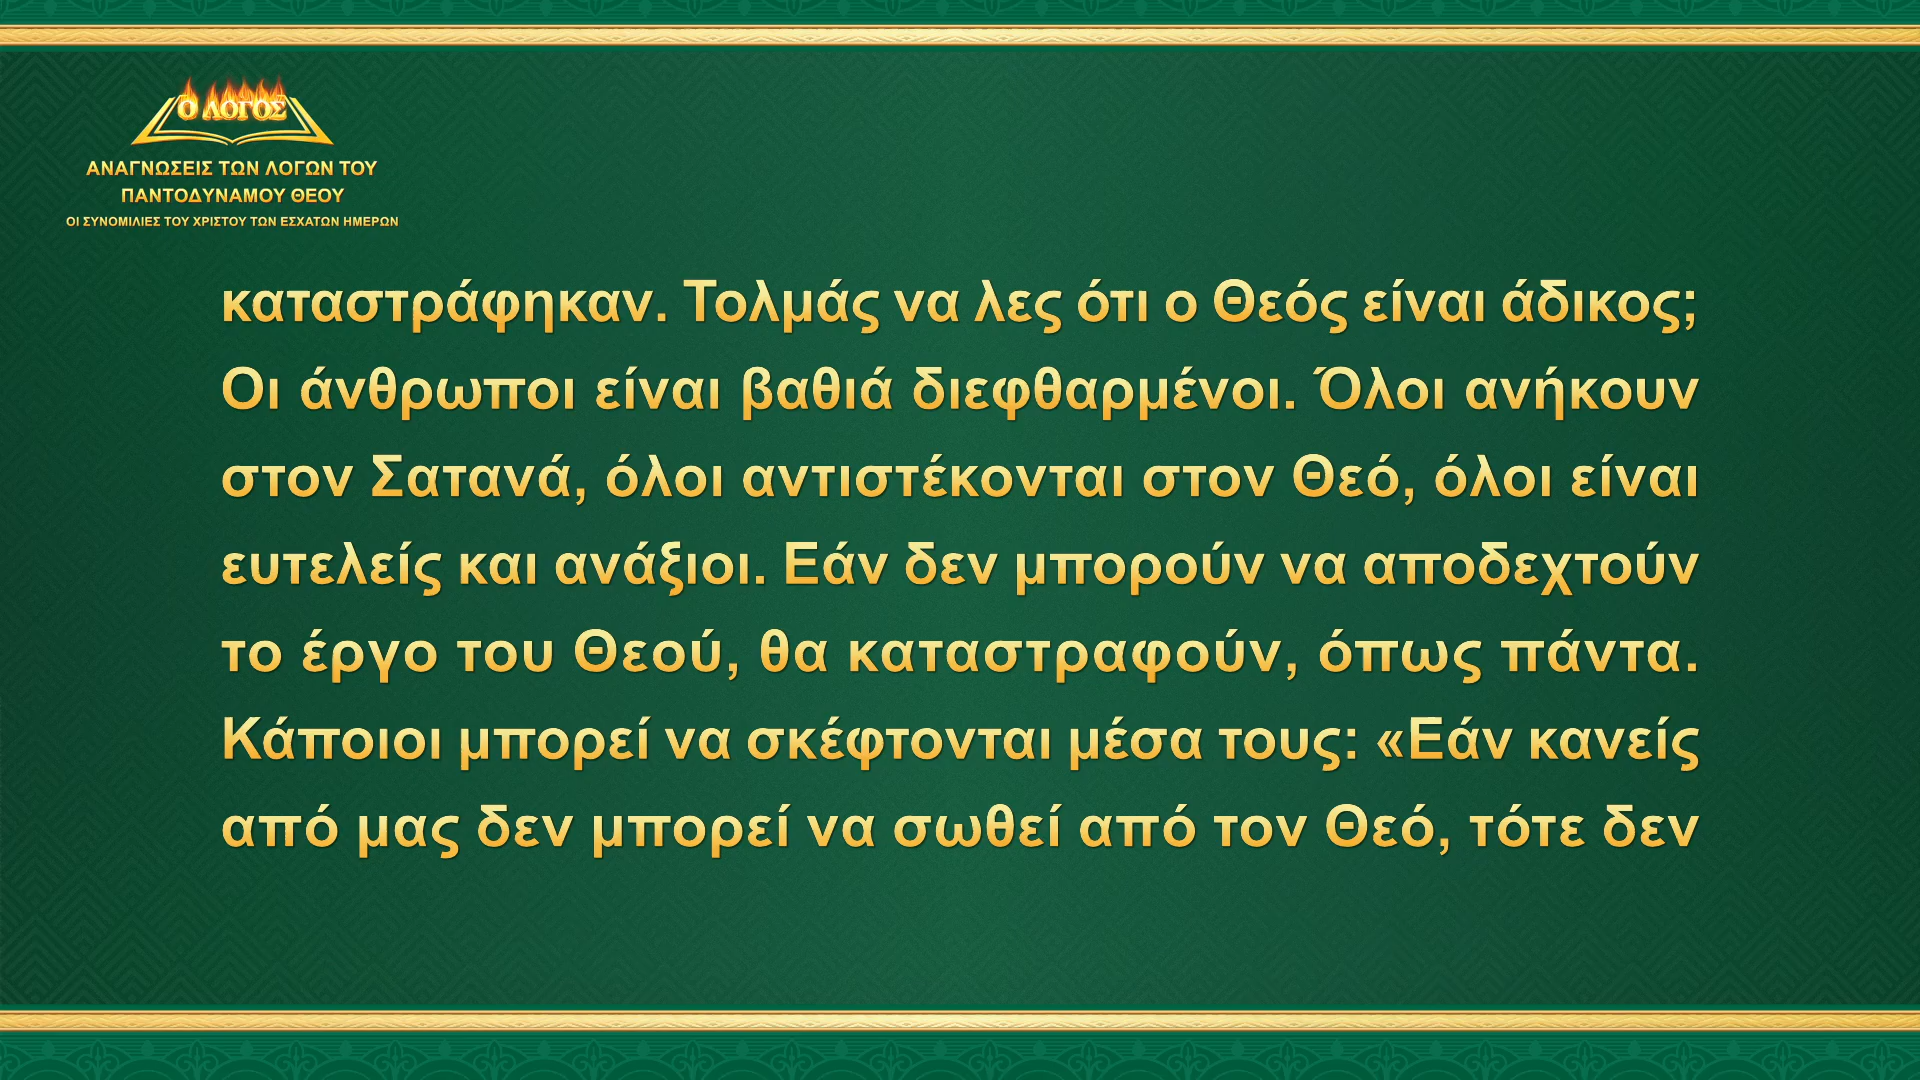 Ο ΛΟΓΟΣ
ΑΝΑΓΝΩΣΕΙΣ ΤΩΝ ΛΟΓΩΝ ΤΟΥ
ΠΑΝΤΟΔΥΝΑΜΟΥ ΘΕΟΥ
ΟΙ ΣΥΝΟΜΙΛΙΕΣ ΤΟΥ ΧΡΙΣΤΟΥ ΤΩΝ ΕΣΧΑΤΩΝ ΗΜΕΡΩΝ
καταστράφηκαν. Τολμάς να λες ότι ο Θεός είναι άδικος;
Οι άνθρωποι είναι βαθιά διεφθαρμένοι. Όλοι ανήκουν
στον Σατανά, όλοι αντιστέκονται στον Θεό, όλοι είναι
ευτελείς και ανάξιοι. Εάν δεν μπορούν να αποδεχτούν
το έργο του Θεού, θα καταστραφούν, όπως πάντα.
Κάποιοι μπορεί να σκέφτονται μέσα τους: «Εάν κανείς
από μας δεν μπορεί να σωθεί από τον Θεό, τότε δεν